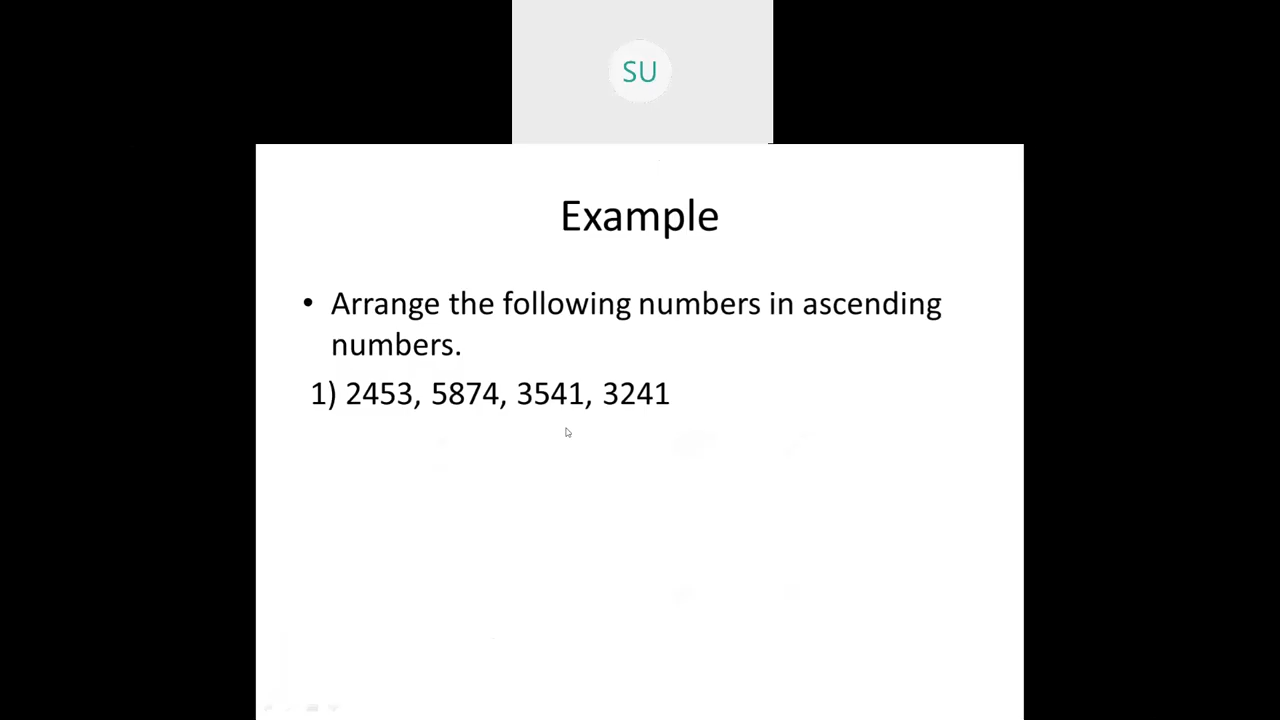 SU
Example
• Arrange the following numbers in ascending
numbers.
1) 2453, 5874, 3541, 3241